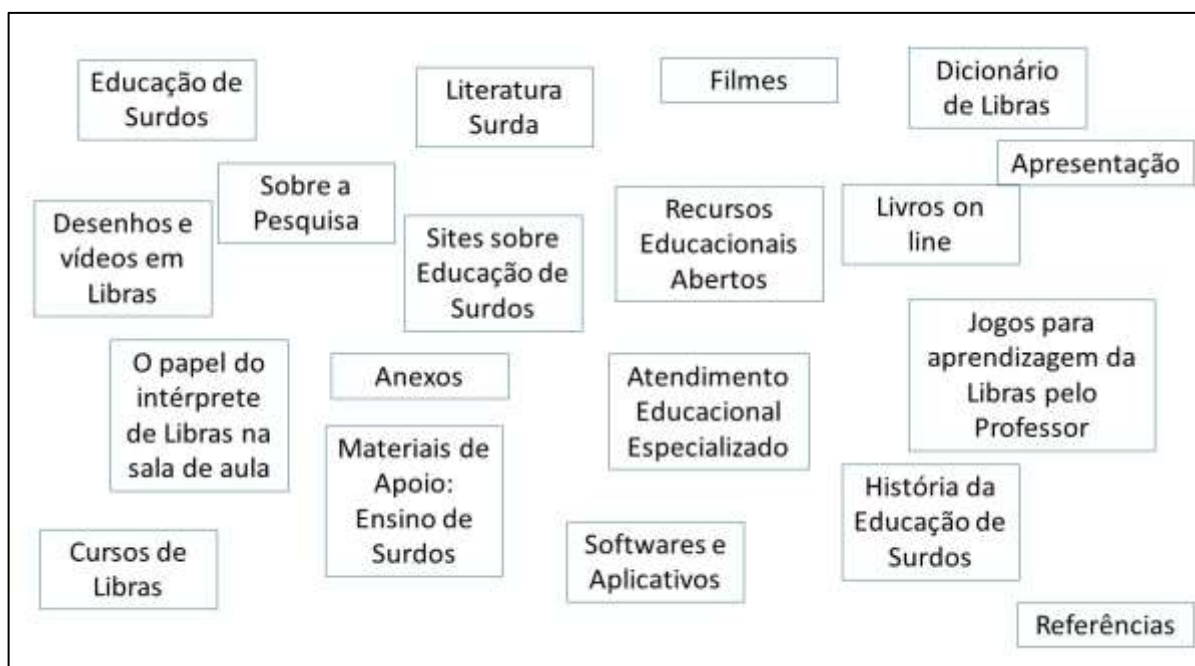 Educação de
Surdos
Literatura
Surda
Filmes
Dicionário
de Libras
Apresentação
Sobre a
Pesquisa
Desenhos e
vídeos em
Libras
Sites sobre
Educação de
Surdos
Recursos
Educacionais
Abertos
Livros on
line
O papel do
intérprete
de Libras na
sala de aula
Anexos
Atendimento
Educacional
Especializado
Jogos para
aprendizagem da
Libras pelo
Professor
Materiais de
Apoio:
Ensino de
Surdos
História da
Educação de
Surdos
Cursos de
Libras
Softwares e
Aplicativos
Referências